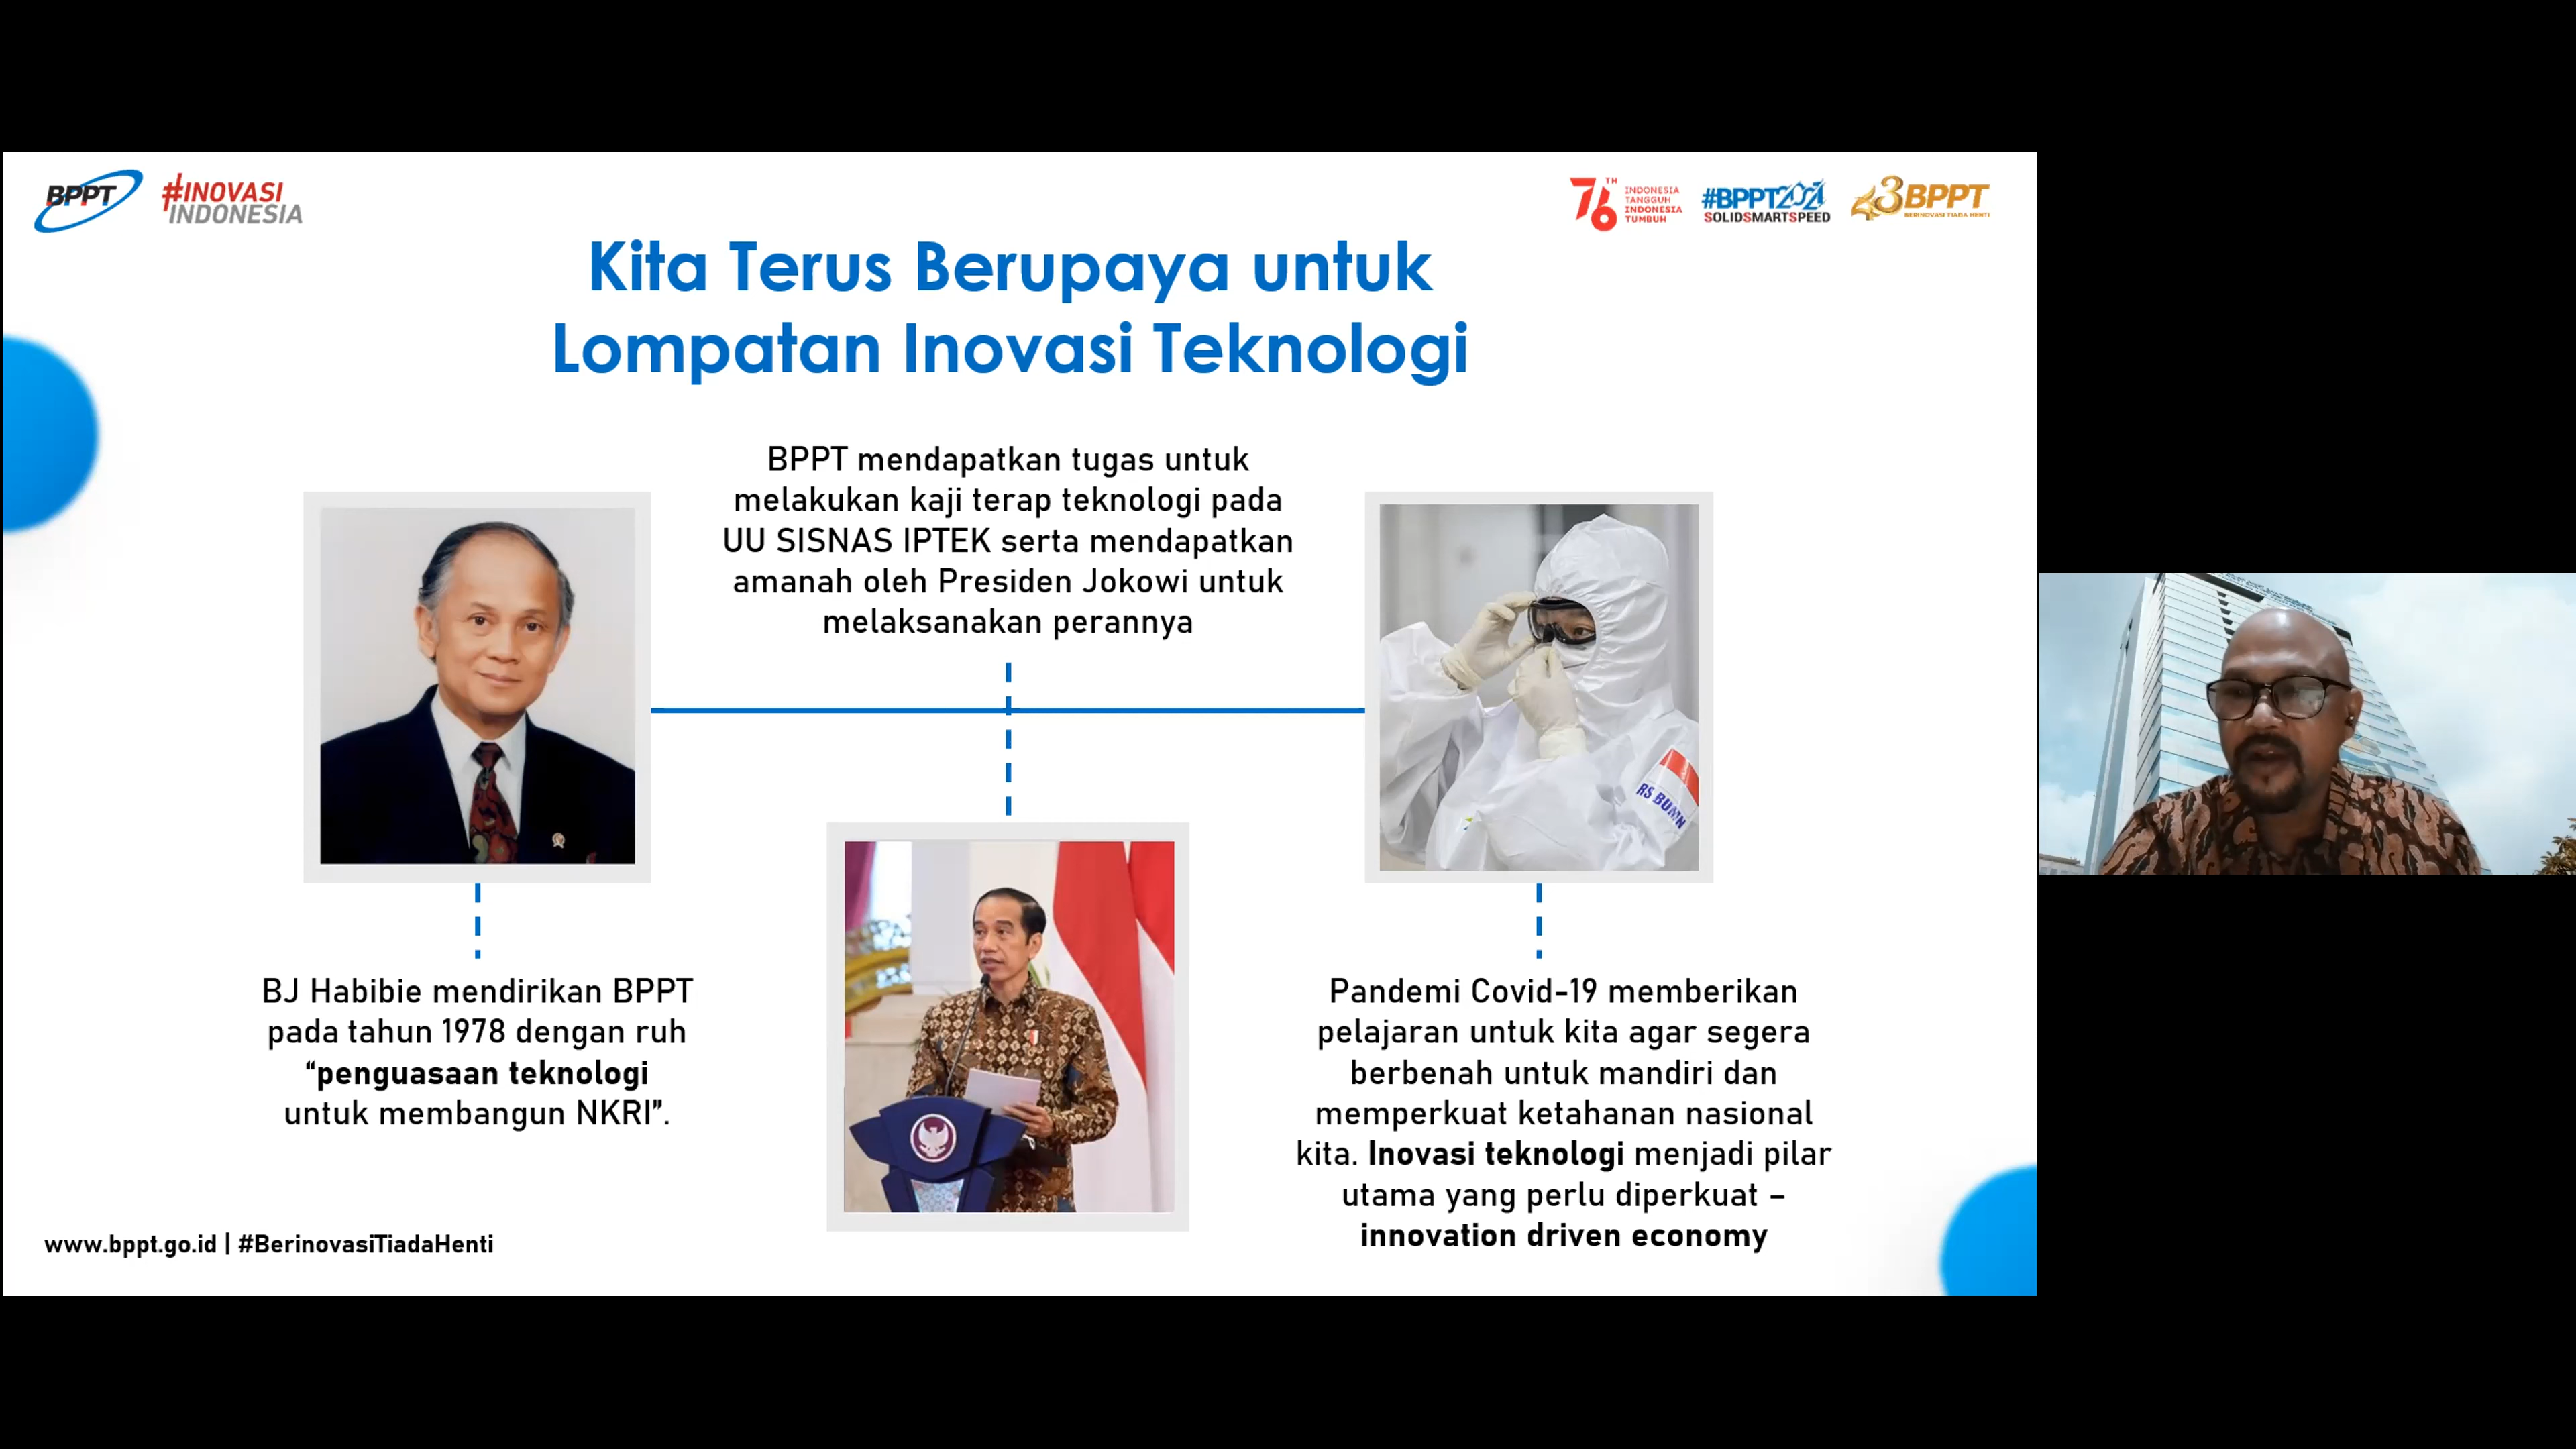 BPPT
#INOVASI
INDONESIA
76TH
INDONESIA
TANGGUH
INDONESIA
TUMBUH
#BPPT2021
SOLIDSMARTSPEED
43BPPT
BERINOVASI TIADA HENTI
Kita Terus Berupaya untuk
Lompatan Inovasi Teknologi
BPPT mendapatkan tugas untuk
melakukan kaji terap teknologi pada
UU SISNAS IPTEK serta mendapatkan
amanah oleh Presiden Jokowi untuk
melaksanakan perannya
RS BUMN
BJ Habibie mendirikan BPPT
pada tahun 1978 dengan ruh
“penguasaan teknologi
untuk membangun NKRI”.
Pandemi Covid-19 memberikan
pelajaran untuk kita agar segera
berbenah untuk mandiri dan
memperkuat ketahanan nasional
kita. Inovasi teknologi menjadi pilar
utama yang perlu diperkuat –
innovation driven economy
www.bppt.go.id | #BerinovasiTiadaHenti